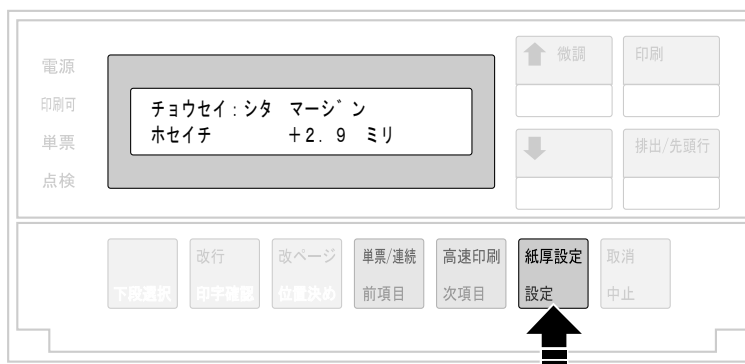 電源
印刷可
単票
点検
チョウセイ:シタ マージン
ホセイチ +2.9 ミリ
微調
印刷
排出/先頭行
改行
改ページ
単票/連続
高速印刷
紙厚設定
取消
下段選択
印字確認
位置決め
前項目
次項目
設定
中止